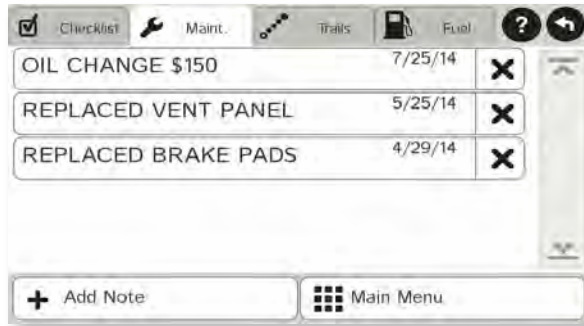 Checklist Maint. Trails Fuel ?
OIL CHANGE $150 7/25/14
REPLACED VENT PANEL 5/25/14
REPLACED BRAKE PADS 4/29/14
Add Note Main Menu